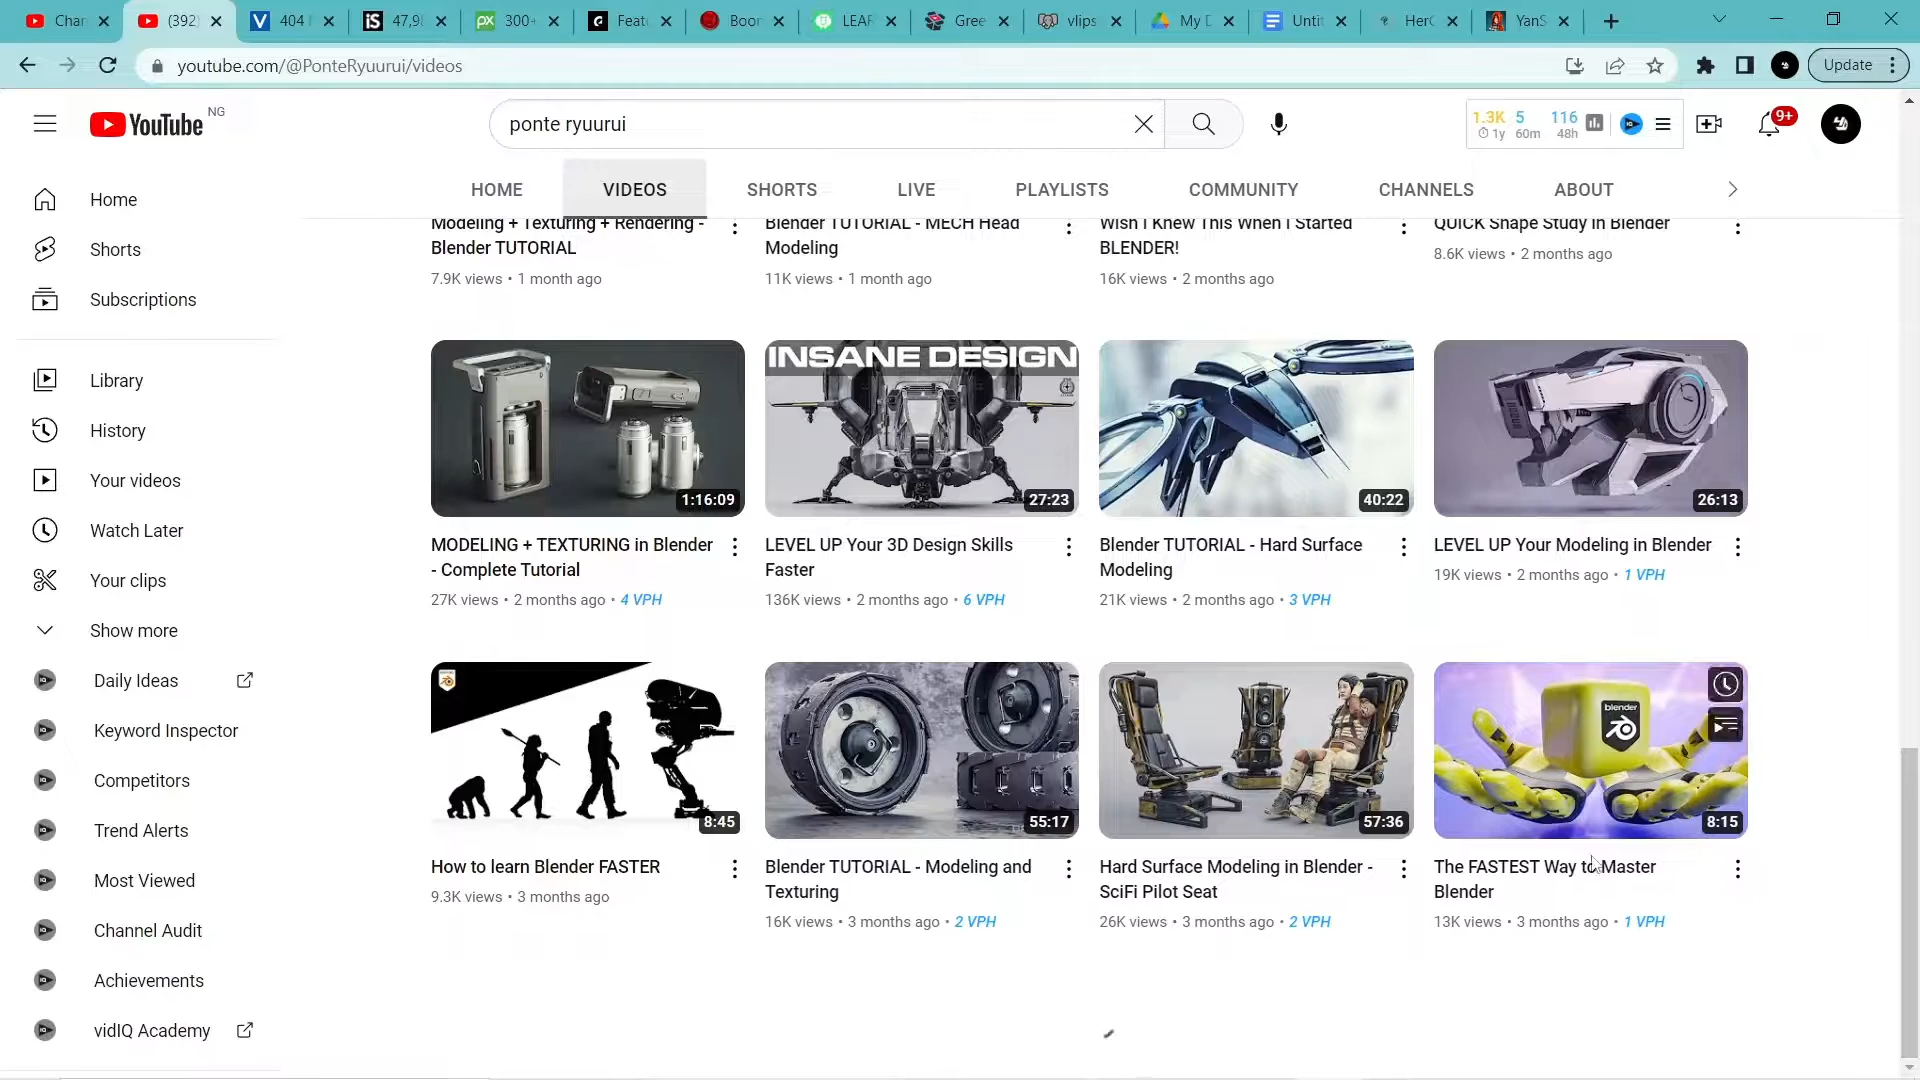 Chan
(392
404
iS
47,9
px
300-
Feat
Boor
LEAF
Gree
vlips
My D
Unti
Her
YanS
youtube.com/@PonteRyuurui/videos
Update
YouTube
NG
ponte ryuurui
1.3K 5 116
1y 60m 48h
9+
HOME VIDEOS SHORTS LIVE PLAYLISTS COMMUNITY CHANNELS ABOUT
Home
Shorts
Subscriptions
Library
History
Your videos
Watch Later
Your clips
Show more
Daily Ideas
Keyword Inspector
Competitors
Trend Alerts
Most Viewed
Channel Audit
Achievements
vidIQ Academy
Modeling + Texturing + Rendering -
Blender TUTORIAL
7.9K views • 1 month ago
Blender TUTORIAL - MECH Head
Modeling
11K views • 1 month ago
Wish I Knew This When I Started
BLENDER!
16K views • 2 months ago
QUICK Shape Study in Blender
8.6K views • 2 months ago
1:16:09
MODELING + TEXTURING in Blender
- Complete Tutorial
27K views • 2 months ago • 4 VPH
INSANE DESIGN
27:23
LEVEL UP Your 3D Design Skills
Faster
136K views • 2 months ago • 6 VPH
40:22
Blender TUTORIAL - Hard Surface
Modeling
21K views • 2 months ago • 3 VPH
26:13
LEVEL UP Your Modeling in Blender
19K views • 2 months ago • 1 VPH
8:45
How to learn Blender FASTER
9.3K views • 3 months ago
55:17
Blender TUTORIAL - Modeling and
Texturing
16K views • 3 months ago • 2 VPH
57:36
Hard Surface Modeling in Blender -
SciFi Pilot Seat
26K views • 3 months ago • 2 VPH
blender
8:15
The FASTEST Way to Master
Blender
13K views • 3 months ago • 1 VPH